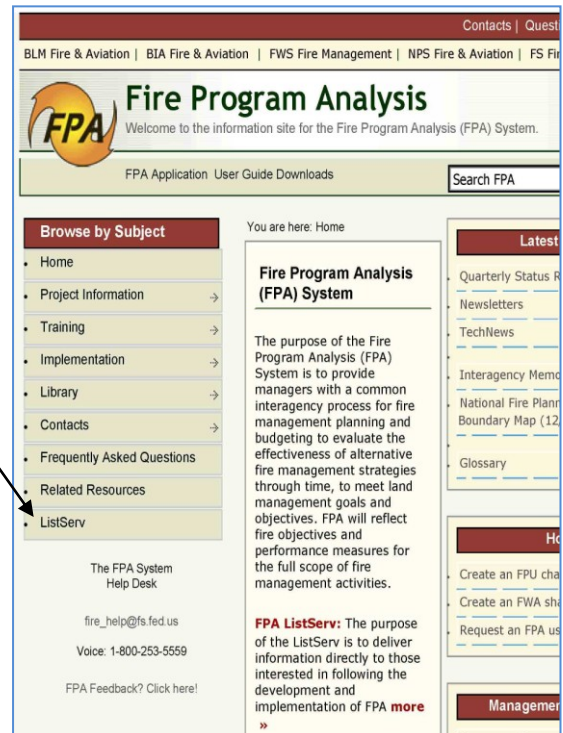 Contacts |
BLM Fire & Aviation | BIA Fire & Aviation | FWS Fire Management | NPS Fire & Aviation | FS
FPA
Fire Program Analysis
Welcome to the information site for the Fire Program Analysis (FPA) System.
FPA Application User Guide Downloads
Search FPA
Browse by Subject
Home
Project Information
Training
Implementation
Library
Contacts
Frequently Asked Questions
Related Resources
ListServ
The FPA System
Help Desk
fire_help@fs.fed.us
Voice: 1-800-253-5559
FPA Feedback? Click here!
You are here: Home
Fire Program Analysis
(FPA) System
The purpose of the Fire
Program Analysis (FPA)
System is to provide
managers with a common
interagency process for fire
management planning and
budgeting to evaluate the
effectiveness of alternative
fire management strategies
through time, to meet land
management goals and
objectives. FPA will reflect
fire objectives and
performance measures for
the full scope of fire
management activities.
FPA ListServ: The purpose
of the ListServ is to deliver
information directly to those
interested in following the
development and
implementation of FPA more
»
Latest
Quarterly Status
Newsletters
TechNews
Interagency
National Fire
Boundary Map (12/
Glossary
Create an FPU
Create an FWA
Request an FPA